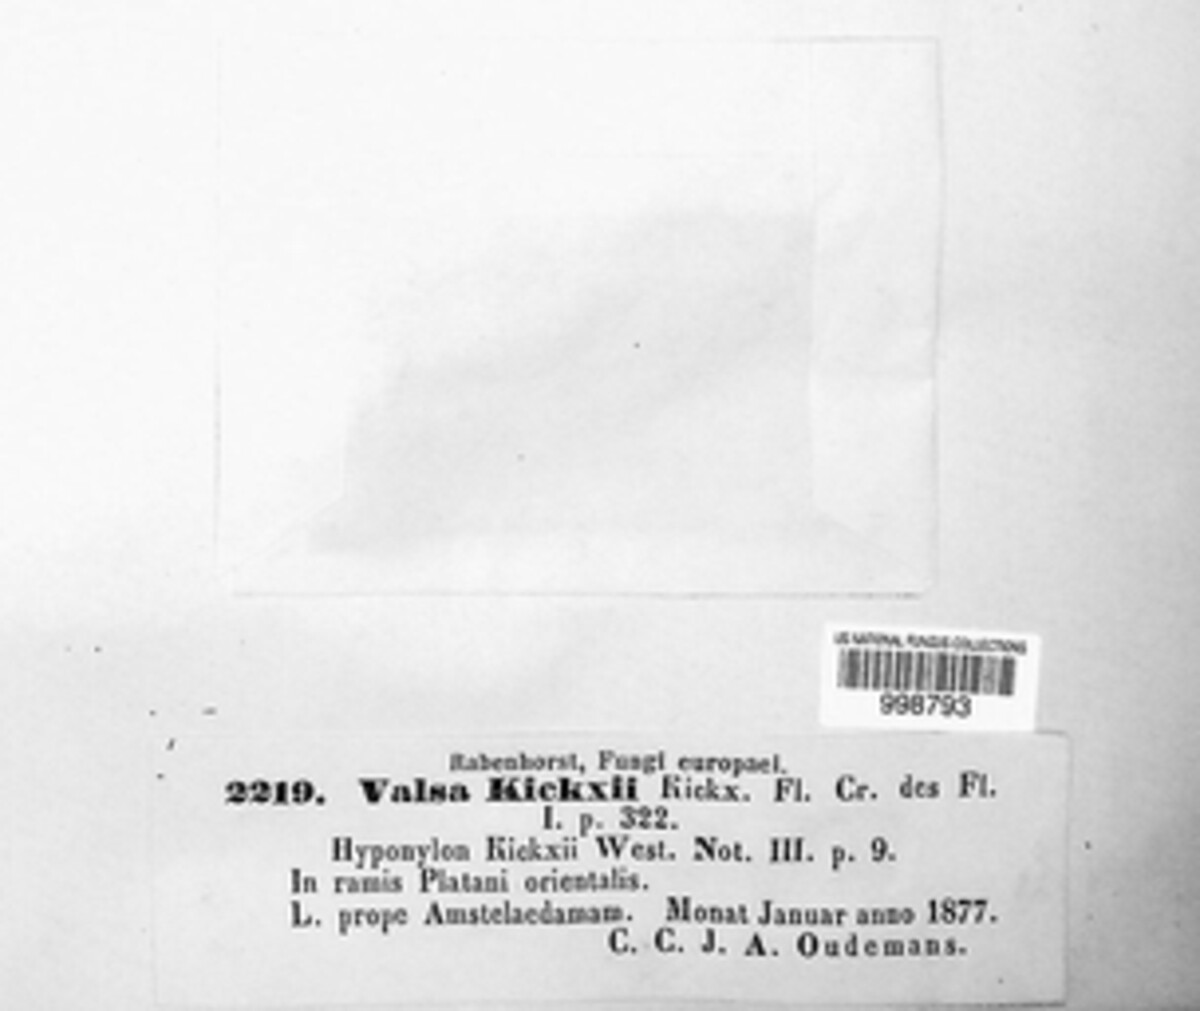 US NATIONAL FUNGUS COLLECTIONS
998793
Rabenhorst, Fungi europaei.
2219. Valsa Kickxii Kickx. Fl. Cr. des Fl.
I. p. 322.
Hyponylon Kickxii West. Not. III. p. 9.
In ramis Platani orientalis.
L. prope Amstelaedamam. Monat Januar anno 1877.
C. C. J. A. Oudemans.